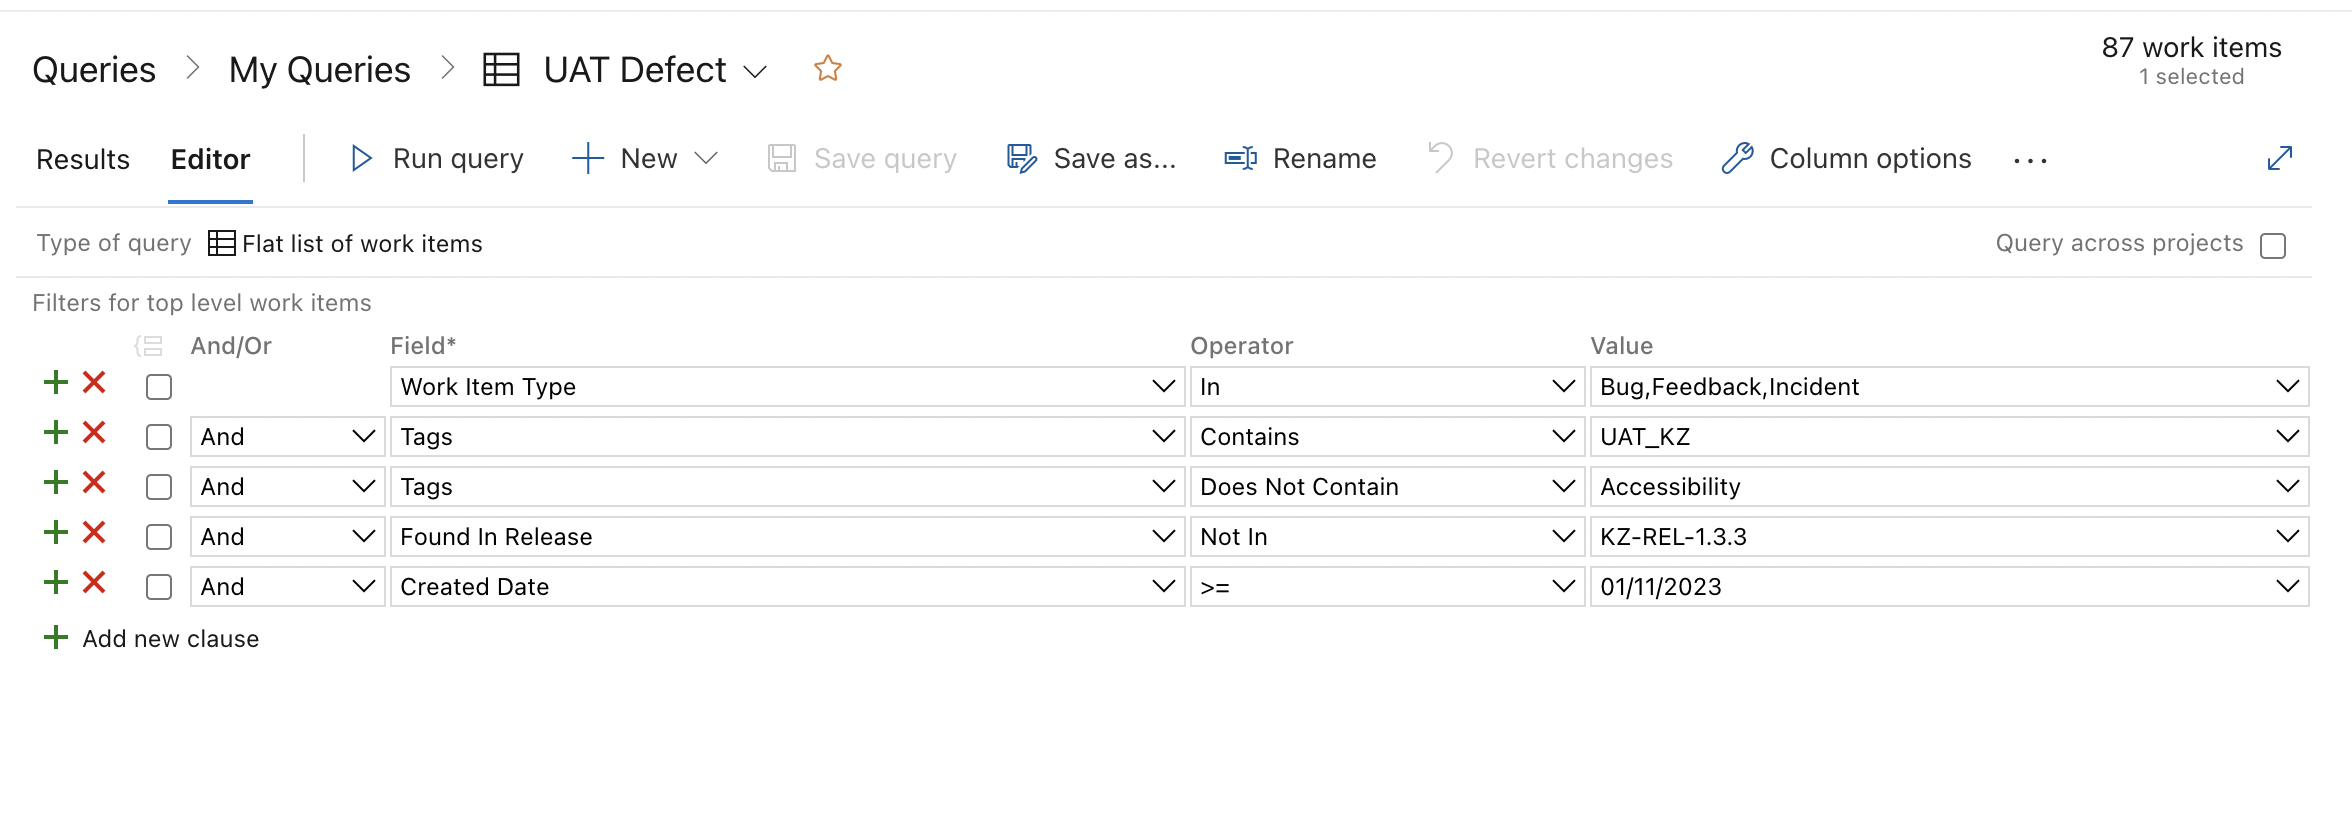 Queries > My Queries > UAT Defect
87 work items
1 selected
Results Editor Run query New Save query Save as... Rename Revert changes Column options ...
Type of query Flat list of work items Query across projects
Filters for top level work items
And/Or Field* Operator Value
Work Item Type In Bug,Feedback,Incident
And Tags Contains UAT_KZ
And Tags Does Not Contain Accessibility
And Found In Release Not In KZ-REL-1.3.3
And Created Date >= 01/11/2023
Add new clause